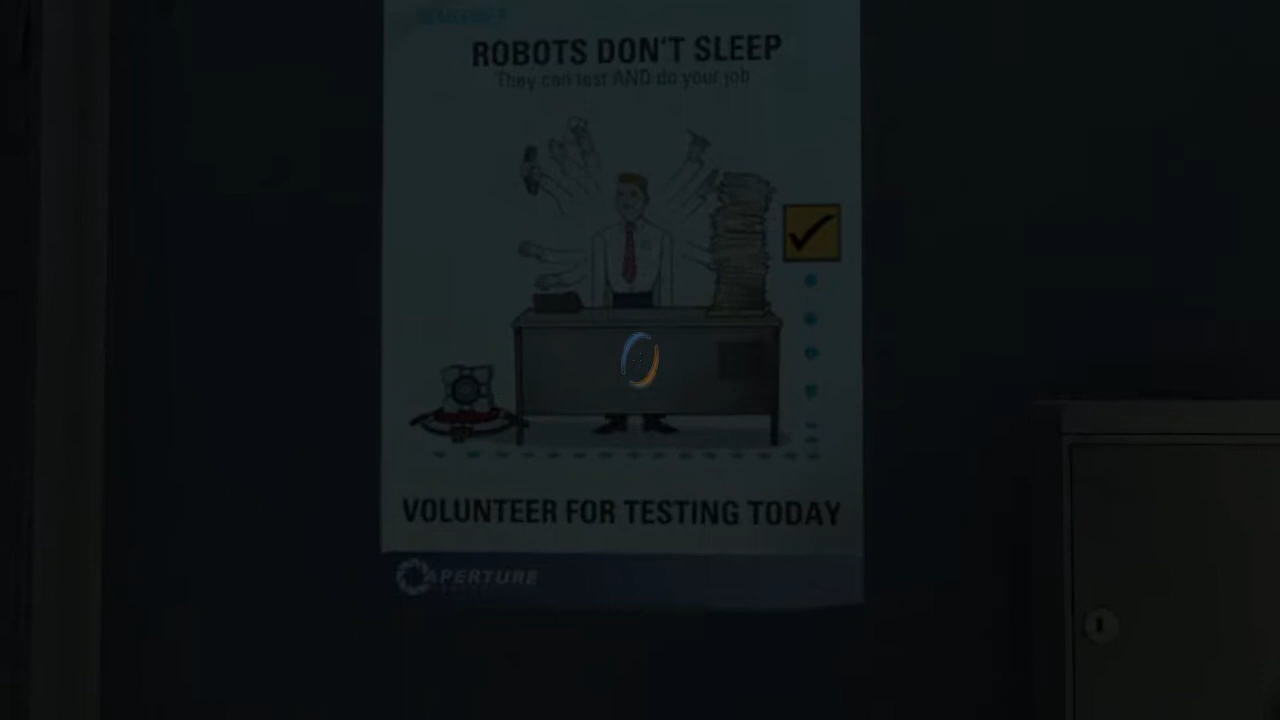 ROBOTS DON'T SLEEP
They can test AND do your job
VOLUNTEER FOR TESTING TODAY
APERTURE